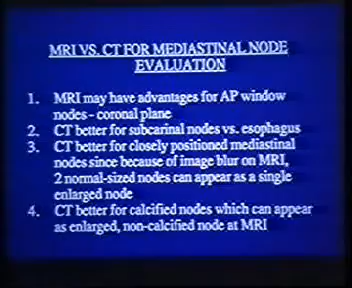 MRI VS. CT FOR MEDIASTINAL NODE
EVALUATION
1. MRI may have advantages for AP window
nodes - coronal plane
2. CT better for subcarinal nodes vs. esophagus
3. CT better for closely positioned mediastinal
nodes since because of image blur on MRI,
2 normal-sized nodes can appear as a single
enlarged node
4. CT better for calcified nodes which can appear
as enlarged, non-calcified node at MRI